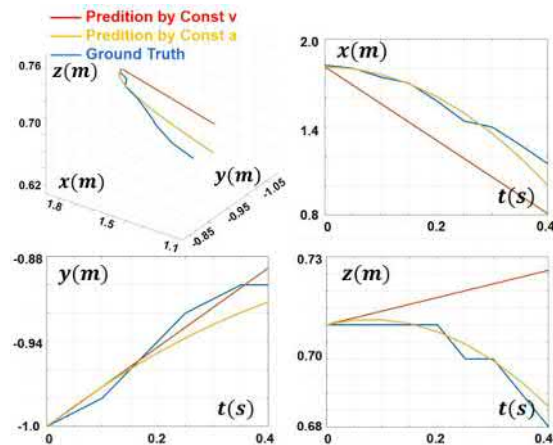 Predition by Const v
Predition by Const a
Ground Truth
z(m)
0.76
0.70
0.62
x(m)
1.8
1.5
1.1
y(m)
-1.05
-0.95
-0.85
2.0
x(m)
1.4
0.8
t(s)
0
0.2
0.4
-0.88
y(m)
-0.94
-1.0
t(s)
0
0.2
0.4
0.73
z(m)
0.70
0.68
t(s)
0
0.2
0.4